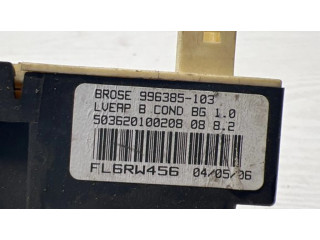 BROSE 996385-103
LVEAP B COND BG 1.0
503620100208 08 8.2
FL6RW456 04/05/06